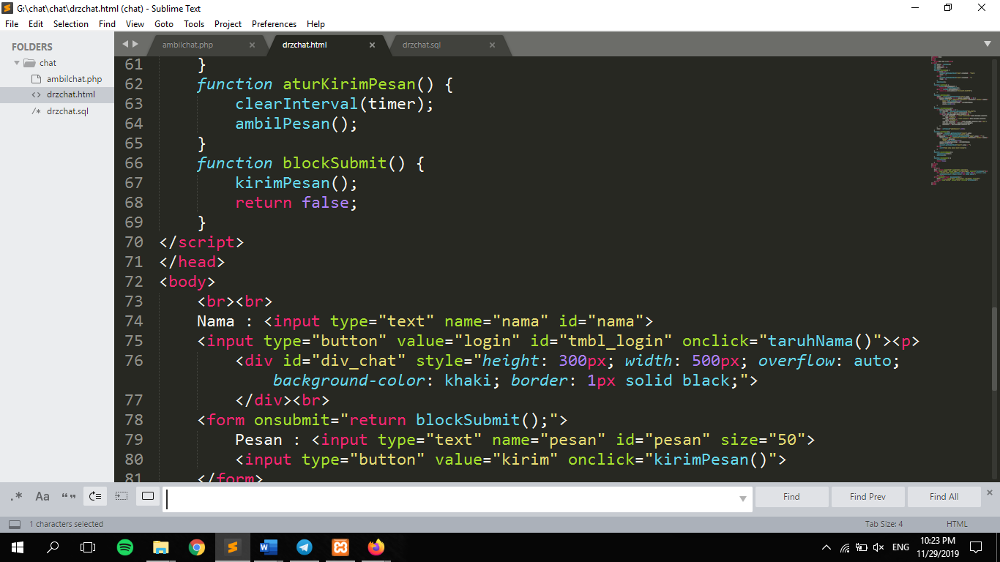 G:\chat\chat\drzchat.html (chat) - Sublime Text
File Edit Selection Find View Goto Tools Project Preferences Help
FOLDERS
chat
ambilchat.php
<> drzchat.html
/* drzchat.sql
ambilchat.php × drzchat.html × drzchat.sql ×
61 }
62 function aturKirimPesan() {
63 clearInterval(timer);
64 ambilPesan();
65 }
66 function blockSubmit() {
67 kirimPesan();
68 return false;
69 }
70 </script>
71 </head>
72 <body>
73 <br><br>
74 Nama : <input type="text" name="nama" id="nama">
75 <input type="button" value="login" id="tmbl_login" onclick="taruhNama()"><p>
76 <div id="div_chat" style="height: 300px; width: 500px; overflow: auto;
background-color: khaki; border: 1px solid black;">
77 </div><br>
78 <form onsubmit="return blockSubmit();">
79 Pesan : <input type="text" name="pesan" id="pesan" size="50">
80 <input type="button" value="kirim" onclick="kirimPesan()">
81 </form>
.* Aa “” Find Find Prev Find All ×
1 characters selected Tab Size: 4 HTML
ENG 10:23 PM
11/29/2019